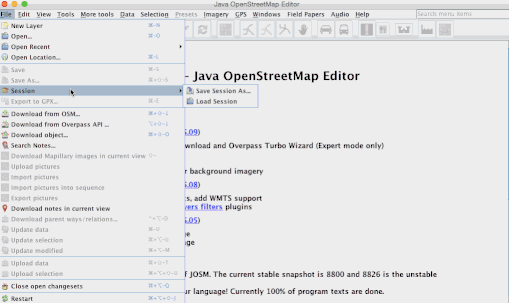 Java OpenStreetMap Editor
File Edit View Tools More tools Data Selection Presets Imagery GPS Windows Field Papers Audio Help Search menu items
New Layer ⌘-N
Open... ⌘-O
Open Recent
Open Location... ⌘-L
Save ⌘-S
Save As... ⌘+⇧-S
Session
Save Session As...
Load Session
Export to GPX...
- Java OpenStreetMap Editor
Download from OSM...
Download from Overpass API ...
Download object... ⌘+⇧-O
Search Notes...
Download Mapillary images in current view
Upload pictures
Import pictures
Import pictures into sequence
Export pictures
Download notes in current view
Download parent ways/relations...
Update data
Update selection
Update modified
Upload data
Upload selection
Close open changesets
Restart
.09)
wnload and Overpass Turbo Wizard (Expert mode only)
r background imagery
.08)
ts, add WMTS support
yers filters plugins
.05)
ge
nge
f JOSM. The current stable snapshot is 8800 and 8826 is the unstable
ur language! Currently 100% of program texts are done.